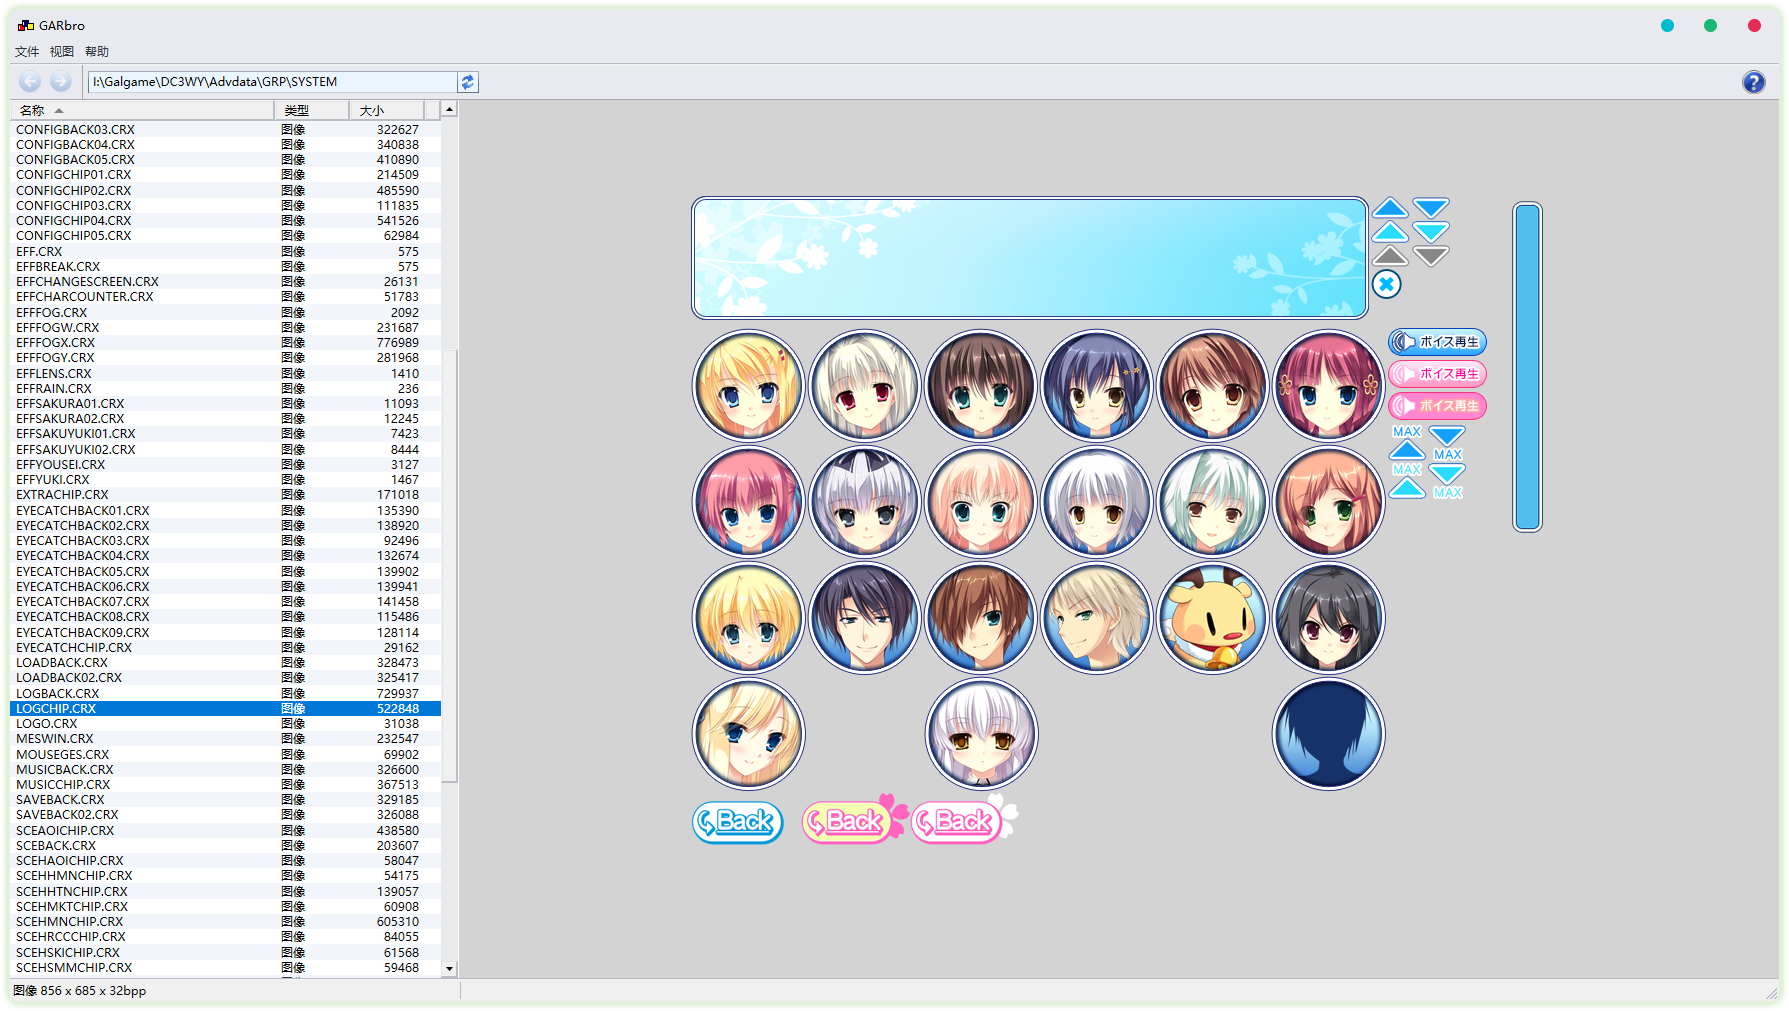 GARbro
文件 视图 帮助
I:\Galgame\DC3WY\Advdata\GRP\SYSTEM
名称 类型 大小
CONFIGBACK03.CRX 图像 322627
CONFIGBACK04.CRX 图像 340838
CONFIGBACK05.CRX 图像 410890
CONFIGCHIP01.CRX 图像 214509
CONFIGCHIP02.CRX 图像 485590
CONFIGCHIP03.CRX 图像 111835
CONFIGCHIP04.CRX 图像 541526
CONFIGCHIP05.CRX 图像 62984
EFF.CRX 图像 575
EFFBREAK.CRX 图像 575
EFFCHANGESCREEN.CRX 图像 26131
EFFCHARCOUNTER.CRX 图像 51783
EFFFOG.CRX 图像 2092
EFFFOGW.CRX 图像 231687
EFFFOGX.CRX 图像 776989
EFFFOGY.CRX 图像 281968
EFFLENS.CRX 图像 1410
EFFRAIN.CRX 图像 236
EFFSAKURA01.CRX 图像 11093
EFFSAKURA02.CRX 图像 12245
EFFSAKUYUKI01.CRX 图像 7423
EFFSAKUYUKI02.CRX 图像 8444
EFFYOUSEI.CRX 图像 3127
EFFYUKI.CRX 图像 1467
EXTRACHIP.CRX 图像 171018
EYECATCHBACK01.CRX 图像 135390
EYECATCHBACK02.CRX 图像 138920
EYECATCHBACK03.CRX 图像 92496
EYECATCHBACK04.CRX 图像 132674
EYECATCHBACK05.CRX 图像 139902
EYECATCHBACK06.CRX 图像 139941
EYECATCHBACK07.CRX 图像 141458
EYECATCHBACK08.CRX 图像 115486
EYECATCHBACK09.CRX 图像 128114
EYECATCHCHIP.CRX 图像 29162
LOADBACK.CRX 图像 328473
LOADBACK02.CRX 图像 325417
LOGBACK.CRX 图像 729937
LOGCHIP.CRX 图像 522848
LOGO.CRX 图像 31038
MESWIN.CRX 图像 232547
MOUSEGES.CRX 图像 69902
MUSICBACK.CRX 图像 326600
MUSICCHIP.CRX 图像 367513
SAVEBACK.CRX 图像 329185
SAVEBACK02.CRX 图像 326088
SCEAOICHIP.CRX 图像 438580
SCEBACK.CRX 图像 203607
SCEHAOICHIP.CRX 图像 58047
SCEHHMNCHIP.CRX 图像 54175
SCEHHTNCHIP.CRX 图像 139057
SCEHMKTCHIP.CRX 图像 60908
SCEHMNCHIP.CRX 图像 605310
SCEHRCCCHIP.CRX 图像 84055
SCEHSKICHIP.CRX 图像 61568
SCEHSMMCHIP.CRX 图像 59468
ボイス再生
ボイス再生
ボイス再生
MAX
MAX
MAX
MAX
Back Back Back
图像 856 x 685 x 32bpp